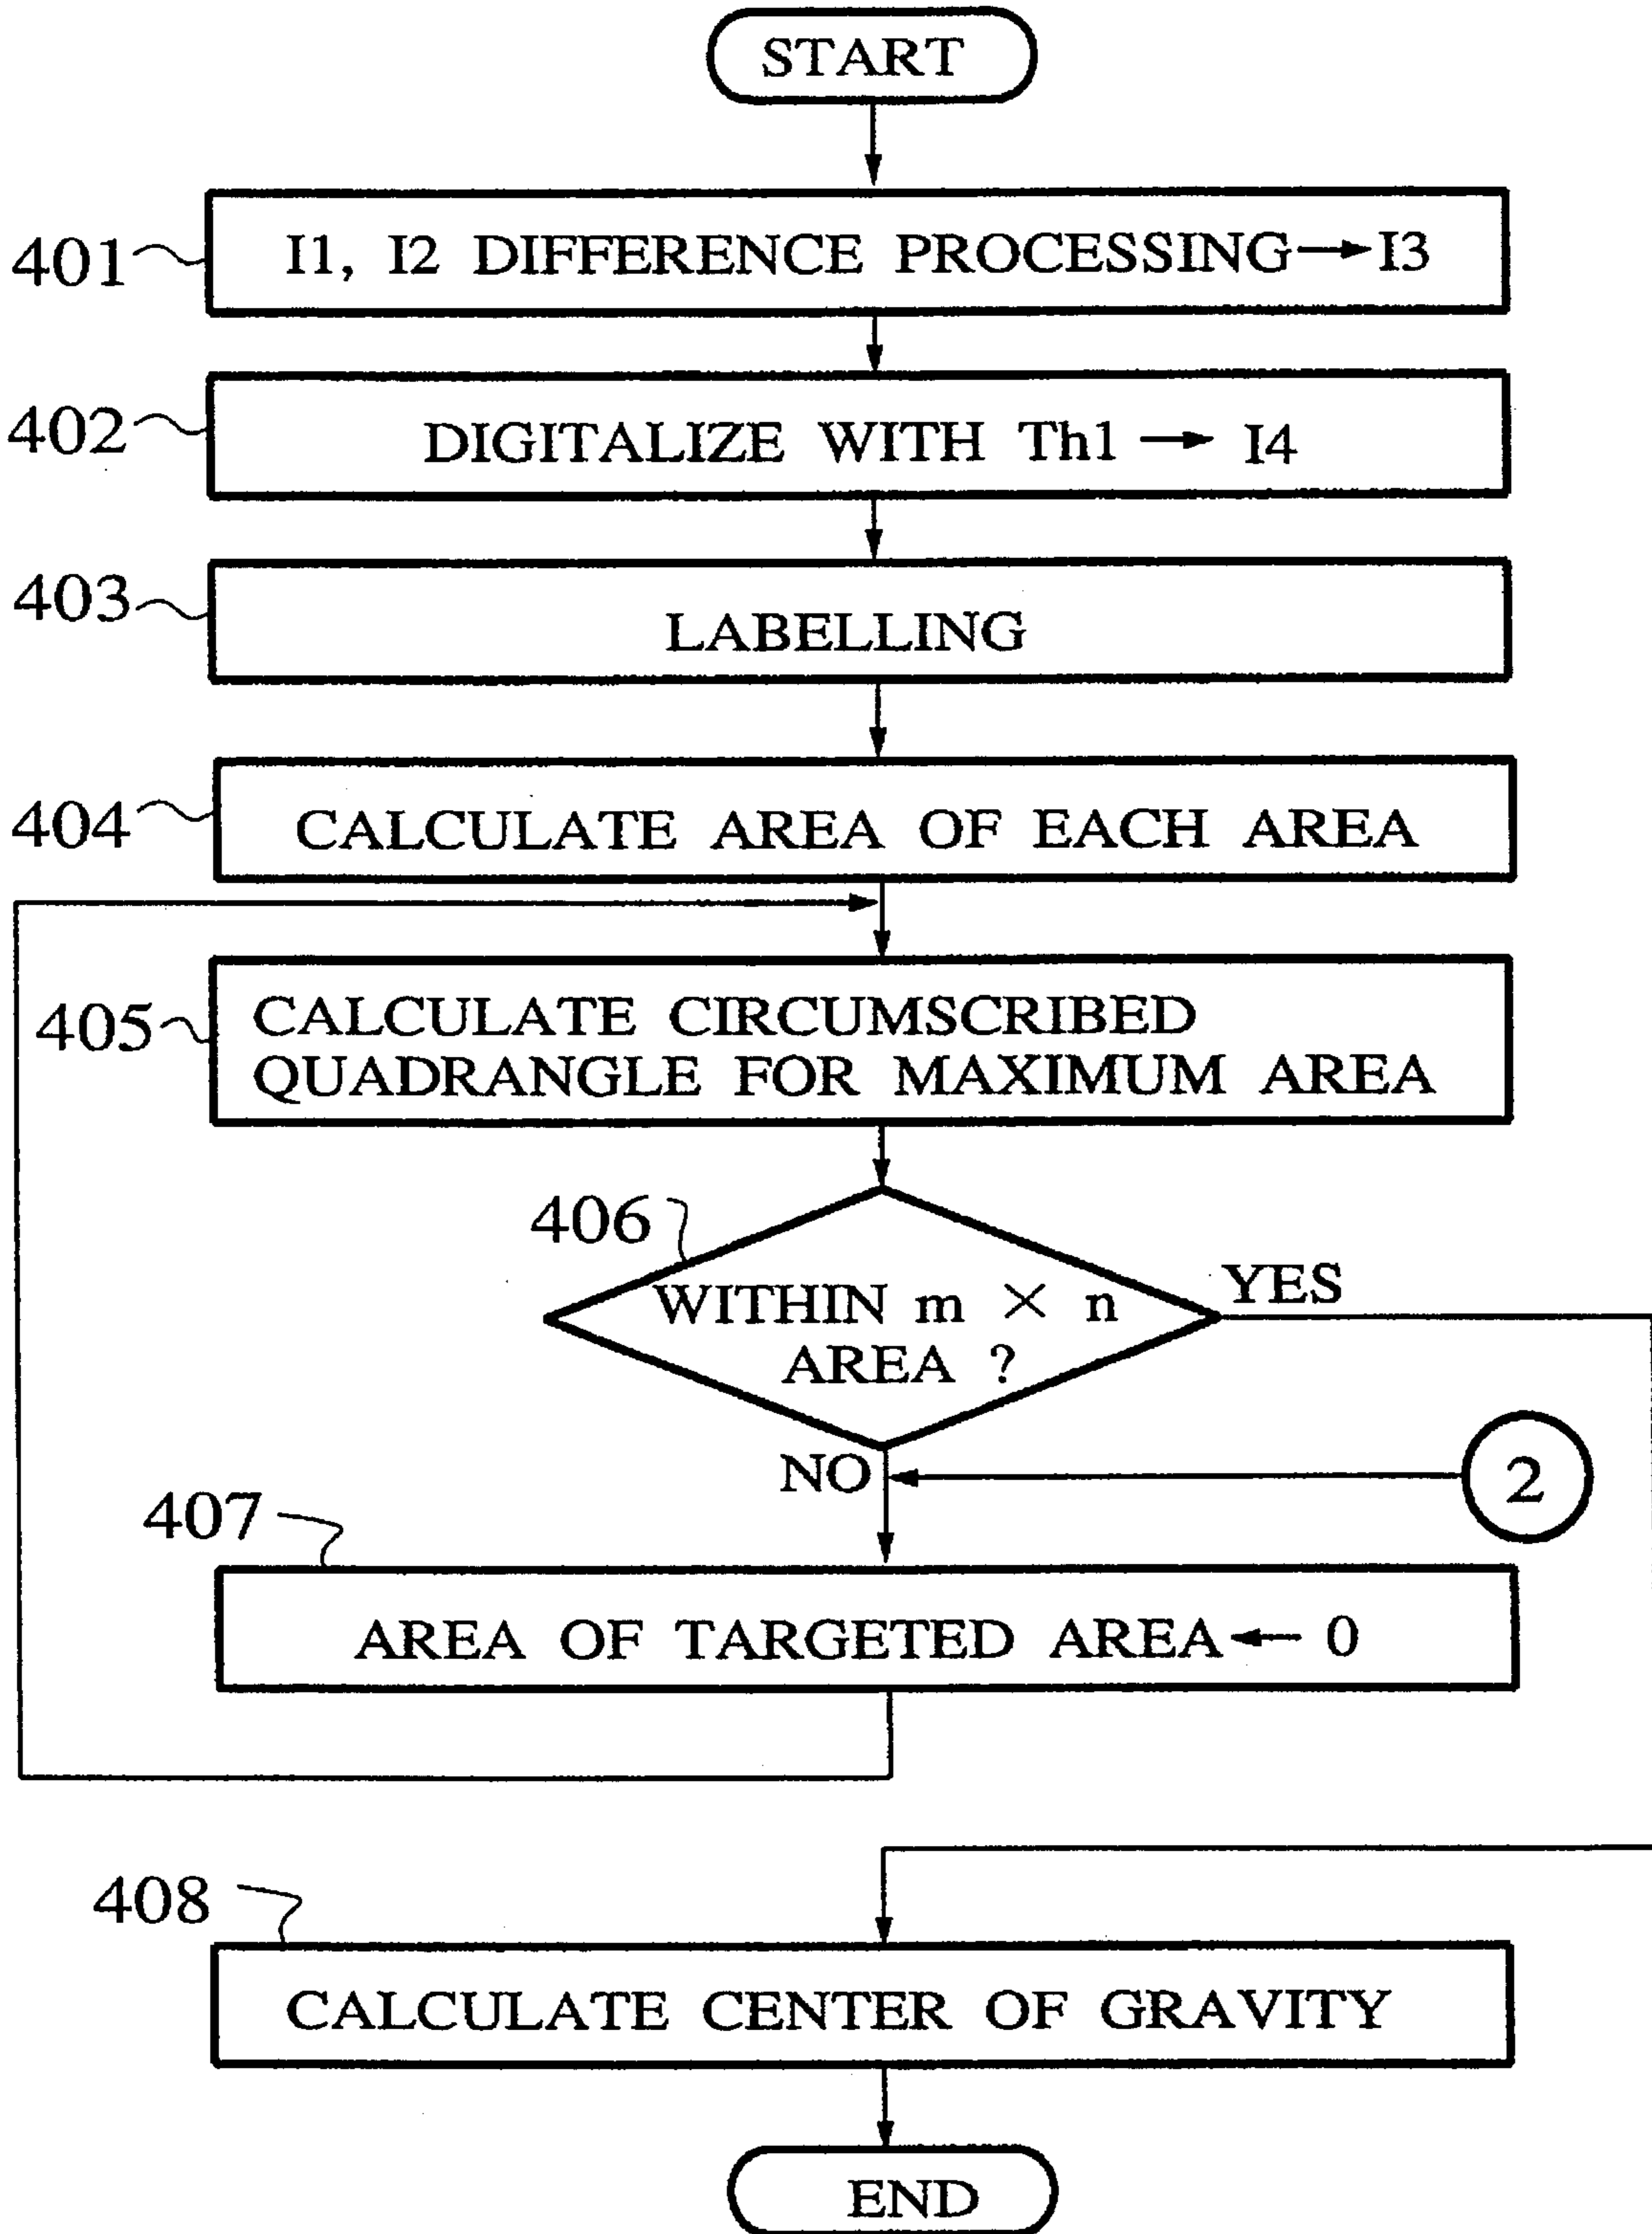 START
401
I1, I2 DIFFERENCE PROCESSING→I3
402
DIGITALIZE WITH Th1 → I4
403
LABELLING
404
CALCULATE AREA OF EACH AREA
405
CALCULATE CIRCUMSCRIBED
QUADRANGLE FOR MAXIMUM AREA
406
WITHIN m × n
AREA ?
YES
NO
2
407
AREA OF TARGETED AREA← 0
408
CALCULATE CENTER OF GRAVITY
END